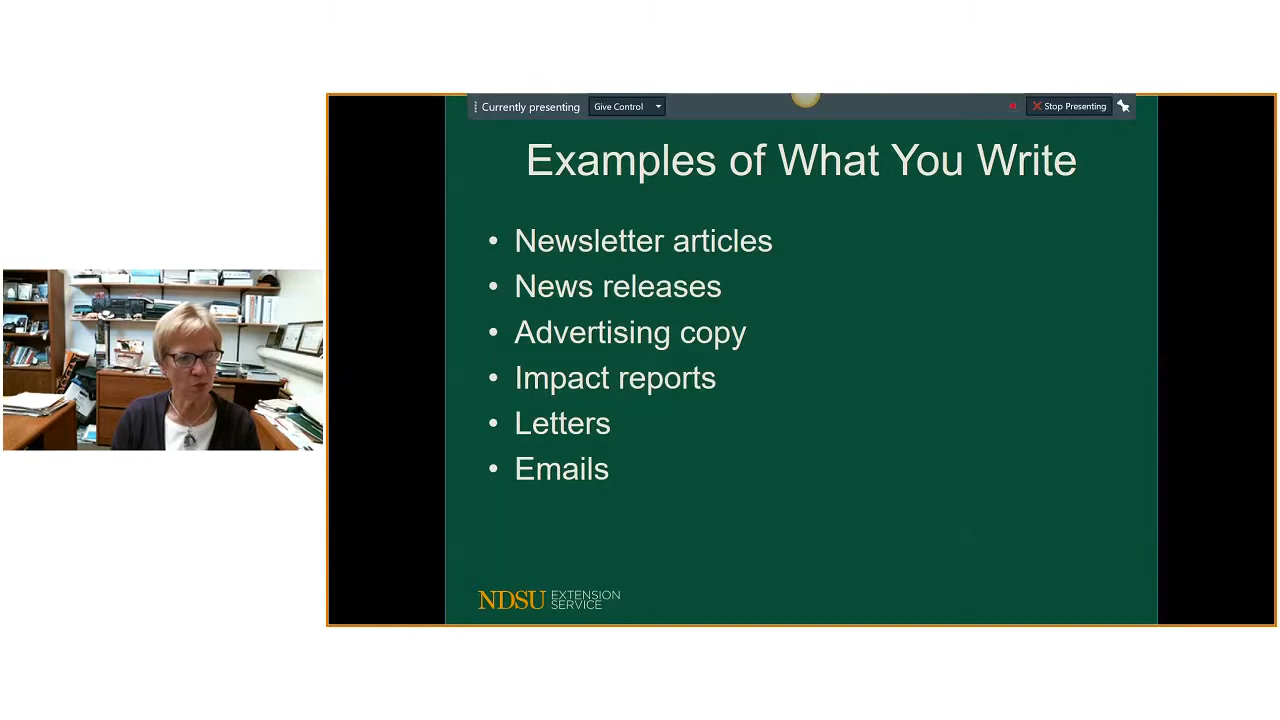 Currently presenting Give Control Stop Presenting
Examples of What You Write
• Newsletter articles
• News releases
• Advertising copy
• Impact reports
• Letters
• Emails
NDSU EXTENSION
SERVICE